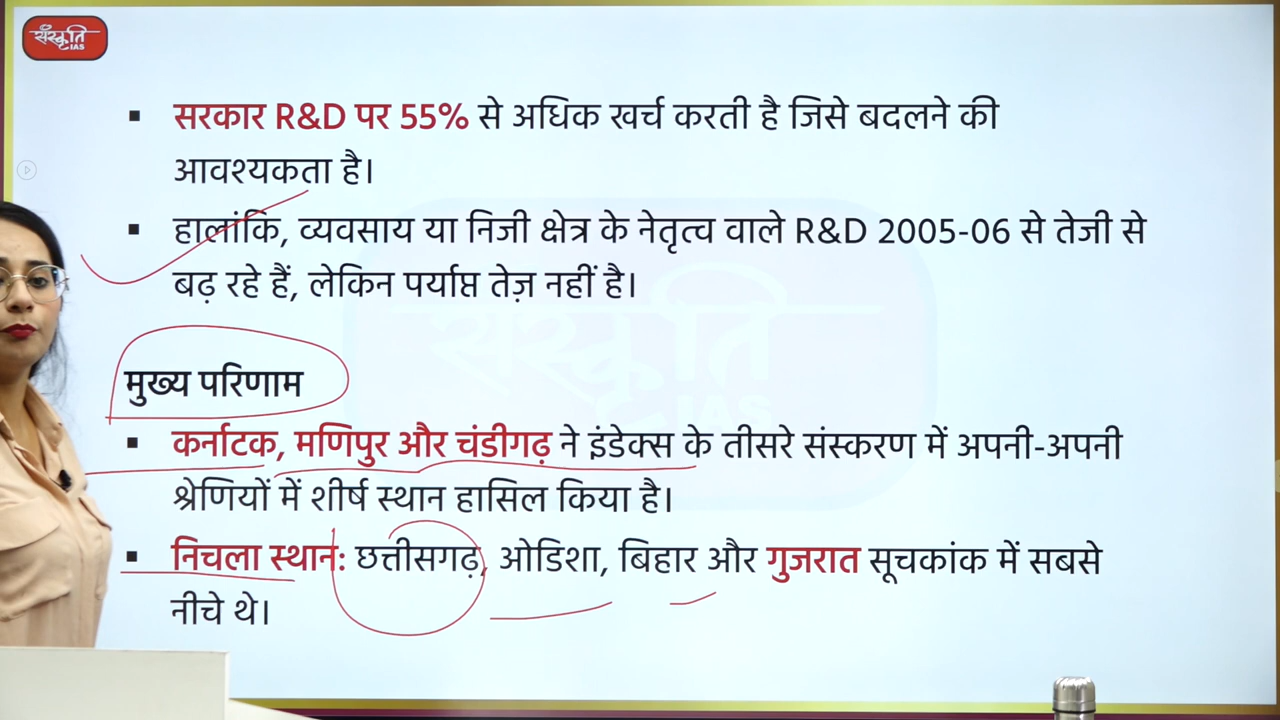 संस्कृति
IAS
सरकार R&D पर 55% से अधिक खर्च करती है जिसे बदलने की
आवश्यकता है।
हालांकि, व्यवसाय या निजी क्षेत्र के नेतृत्व वाले R&D 2005-06 से तेजी से
बढ़ रहे हैं, लेकिन पर्याप्त तेज़ नहीं है।
संस्कृति
IAS
मुख्य परिणाम
कर्नाटक, मणिपुर और चंडीगढ़ ने इंडेक्स के तीसरे संस्करण में अपनी-अपनी
श्रेणियों में शीर्ष स्थान हासिल किया है।
निचला स्थान: छत्तीसगढ़, ओडिशा, बिहार और गुजरात सूचकांक में सबसे
नीचे थे।